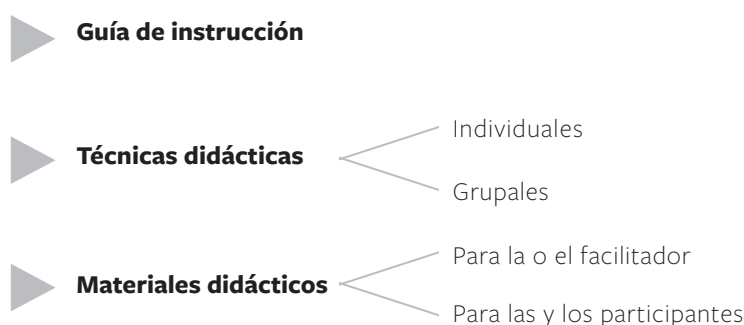 Guía de instrucción
Técnicas didácticas
Individuales
Grupales
Materiales didácticos
Para la o el facilitador
Para las y los participantes